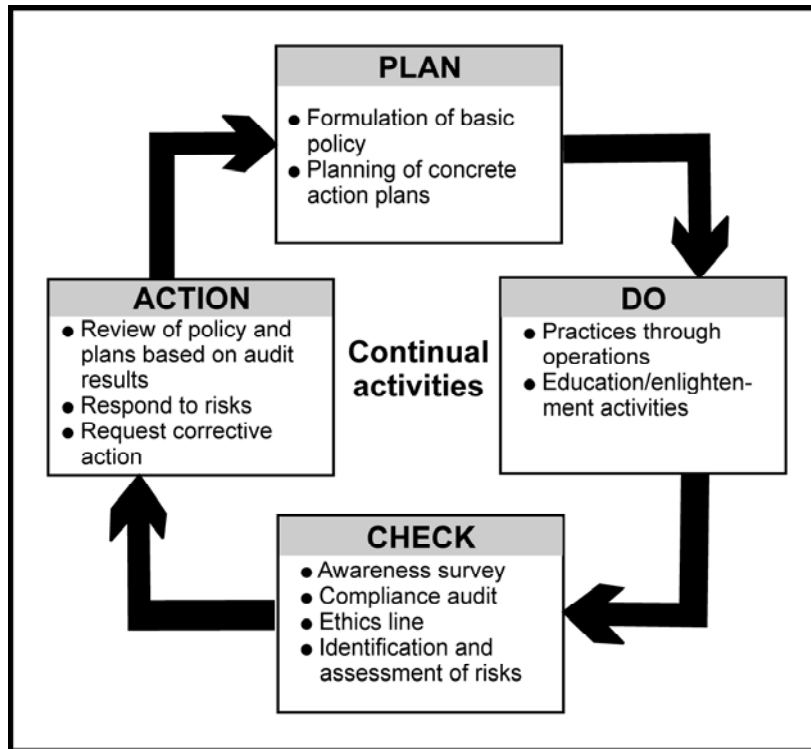 PLAN
● Formulation of basic
policy
● Planning of concrete
action plans
DO
● Practices through
operations
● Education/enlighten-
ment activities
CHECK
● Awareness survey
● Compliance audit
● Ethics line
● Identification and
assessment of risks
ACTION
● Review of policy and
plans based on audit
results
● Respond to risks
● Request corrective
action
Continual
activities